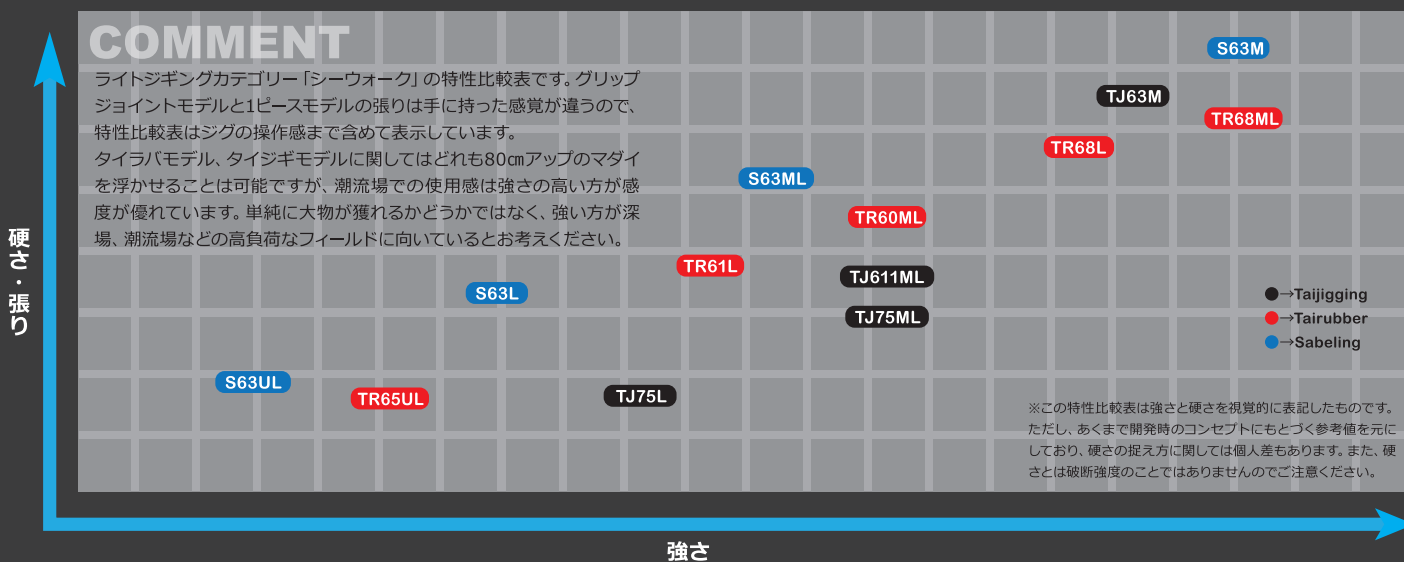 COMMENT
ライトジギングカテゴリー「シーウォーク」の特性比較表です。グリップ
ジョイントモデルと1ピースモデルの張りは手に持った感覚が違うので、
特性比較表はジグの操作感まで含めて表示しています。
タイラバモデル、タイジギモデルに関してはどれも80㎝アップのマダイ
を浮かせることは可能ですが、潮流場での使用感は強さの高い方が感
度が優れています。単純に大物が獲れるかどうかではなく、強い方が深
場、潮流場などの高負荷なフィールドに向いているとお考えください。
S63M
TJ63M
TR68ML
TR68L
S63ML
TR60ML
TR61L
TJ611ML
S63L
TJ75ML
S63UL
TR65UL
TJ75L
●→Taijigging
●→Tairubber
●→Sabeling
※この特性比較表は強さと硬さを視覚的に表記したものです。
ただし、あくまで開発時のコンセプトにもとづく参考値を元に
しており、硬さの捉え方に関しては個人差もあります。また、硬
さとは破断強度のことではありませんのでご注意ください。
硬さ・張り
強さ